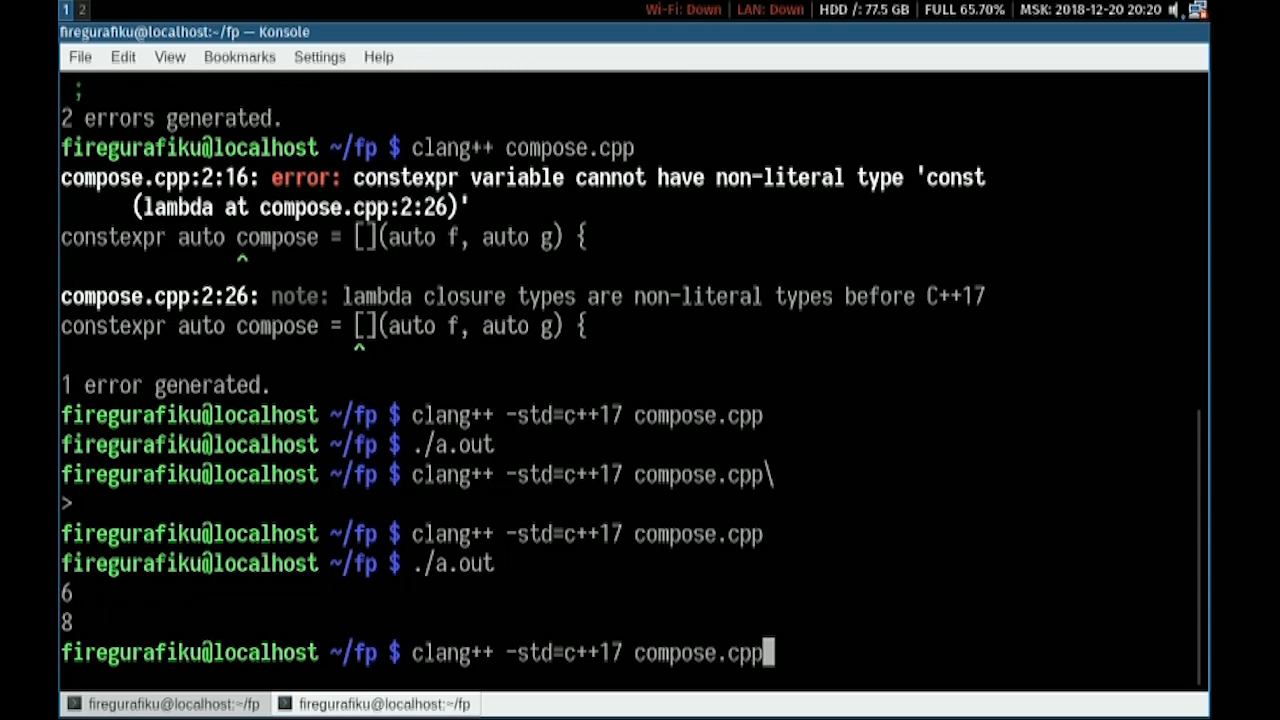 1 2 Wi-Fi: Down | LAN: Down | HDD /: 77.5 GB | FULL 65.70% | MSK: 2018-12-20 20:20
firegurafiku@localhost:~/fp — Konsole
File Edit View Bookmarks Settings Help
;
2 errors generated.
firegurafiku@localhost ~/fp $ clang++ compose.cpp
compose.cpp:2:16: error: constexpr variable cannot have non-literal type 'const
(lambda at compose.cpp:2:26)'
constexpr auto compose = [](auto f, auto g) {
^
compose.cpp:2:26: note: lambda closure types are non-literal types before C++17
constexpr auto compose = [](auto f, auto g) {
^
1 error generated.
firegurafiku@localhost ~/fp $ clang++ -std=c++17 compose.cpp
firegurafiku@localhost ~/fp $ ./a.out
firegurafiku@localhost ~/fp $ clang++ -std=c++17 compose.cpp\
>
firegurafiku@localhost ~/fp $ clang++ -std=c++17 compose.cpp
firegurafiku@localhost ~/fp $ ./a.out
6
8
firegurafiku@localhost ~/fp $ clang++ -std=c++17 compose.cpp
firegurafiku@localhost:~/fp firegurafiku@localhost:~/fp